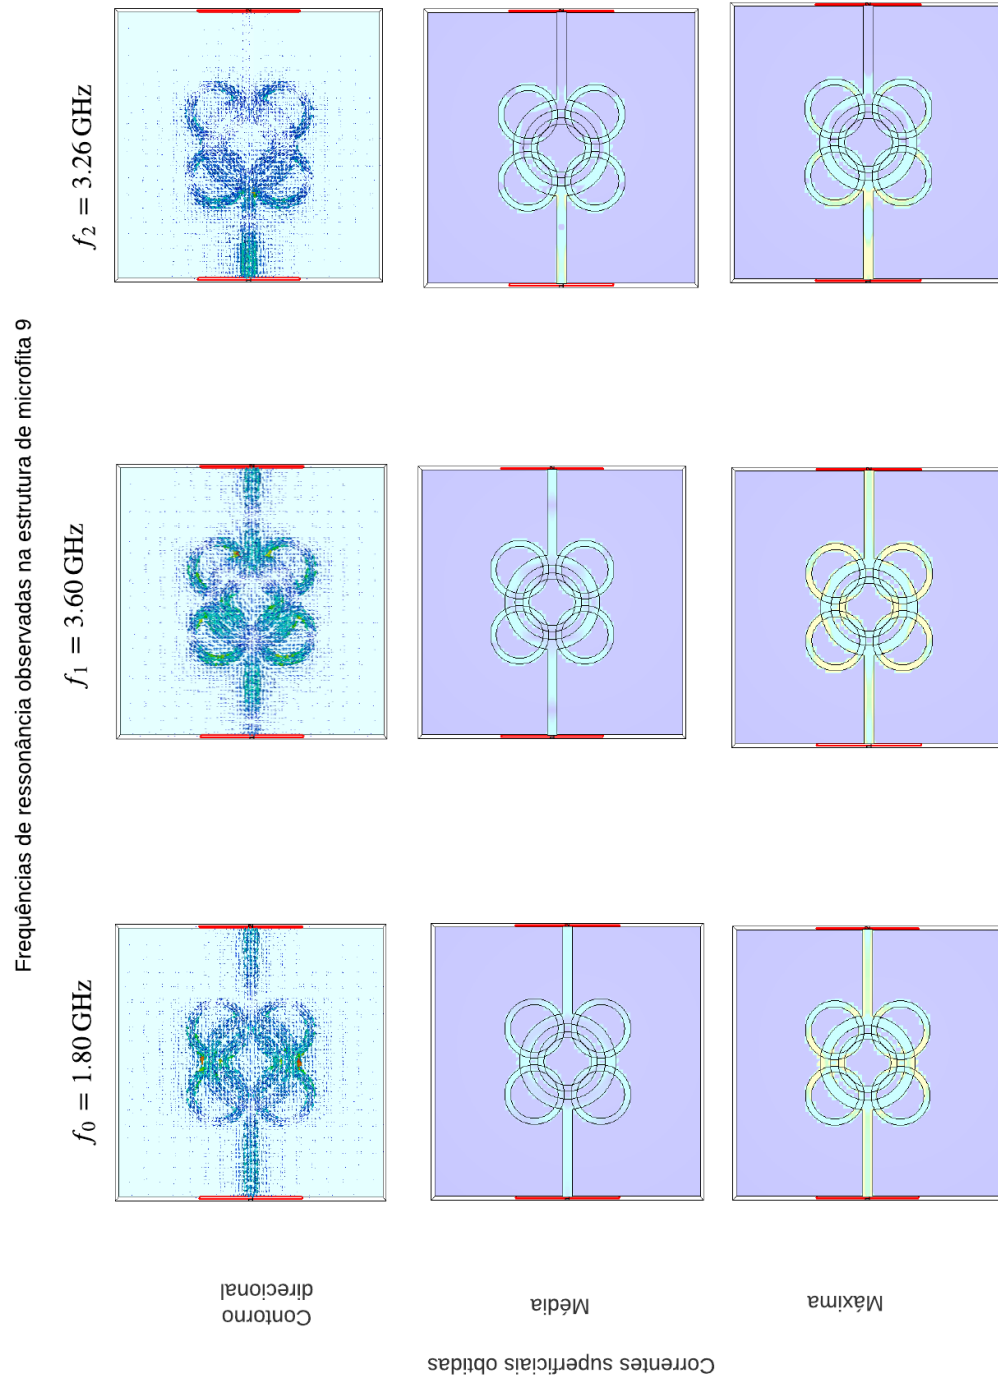 Frequências de ressonância observadas na estrutura de microfita 9
f₀ = 1.80 GHz
f₁ = 3.60 GHz
f₂ = 3.26 GHz
Correntes superficiais obtidas
Contorno
direcional
Média
Máxima